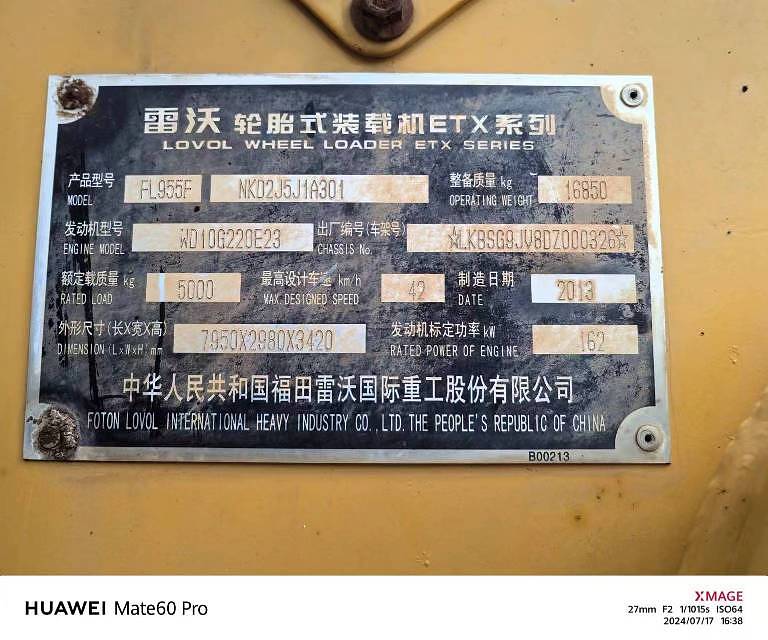 雷沃 轮胎式装载机ETX系列
LOVOL WHEEL LOADER ETX SERIES
产品型号 FL955F NKD2J5J1A301 整备质量 kg 16850
MODEL OPERATING WEIGHT
发动机型号 WD10G220E23 出厂编号(车架号) ☆LKBSG9JV8DZ000326☆
ENGINE MODEL CHASSIS No.
额定载质量 kg 5000 最高设计车速 km/h 42 制造日期 2013
RATED LOAD MAX.DESIGNED SPEED DATE
外形尺寸(长X宽X高) 7950X2980X3420 发动机标定功率 kW 162
DIMENSION(L×W×H)mm RATED POWER OF ENGINE
中华人民共和国福田雷沃国际重工股份有限公司
FOTON LOVOL INTERNATIONAL HEAVY INDUSTRY CO.,LTD.THE PEOPLE'S REPUBLIC OF CHINA
B00213
HUAWEI Mate60 Pro
XMAGE
27mm F2 1/1015s ISO64
2024/07/17 16:38